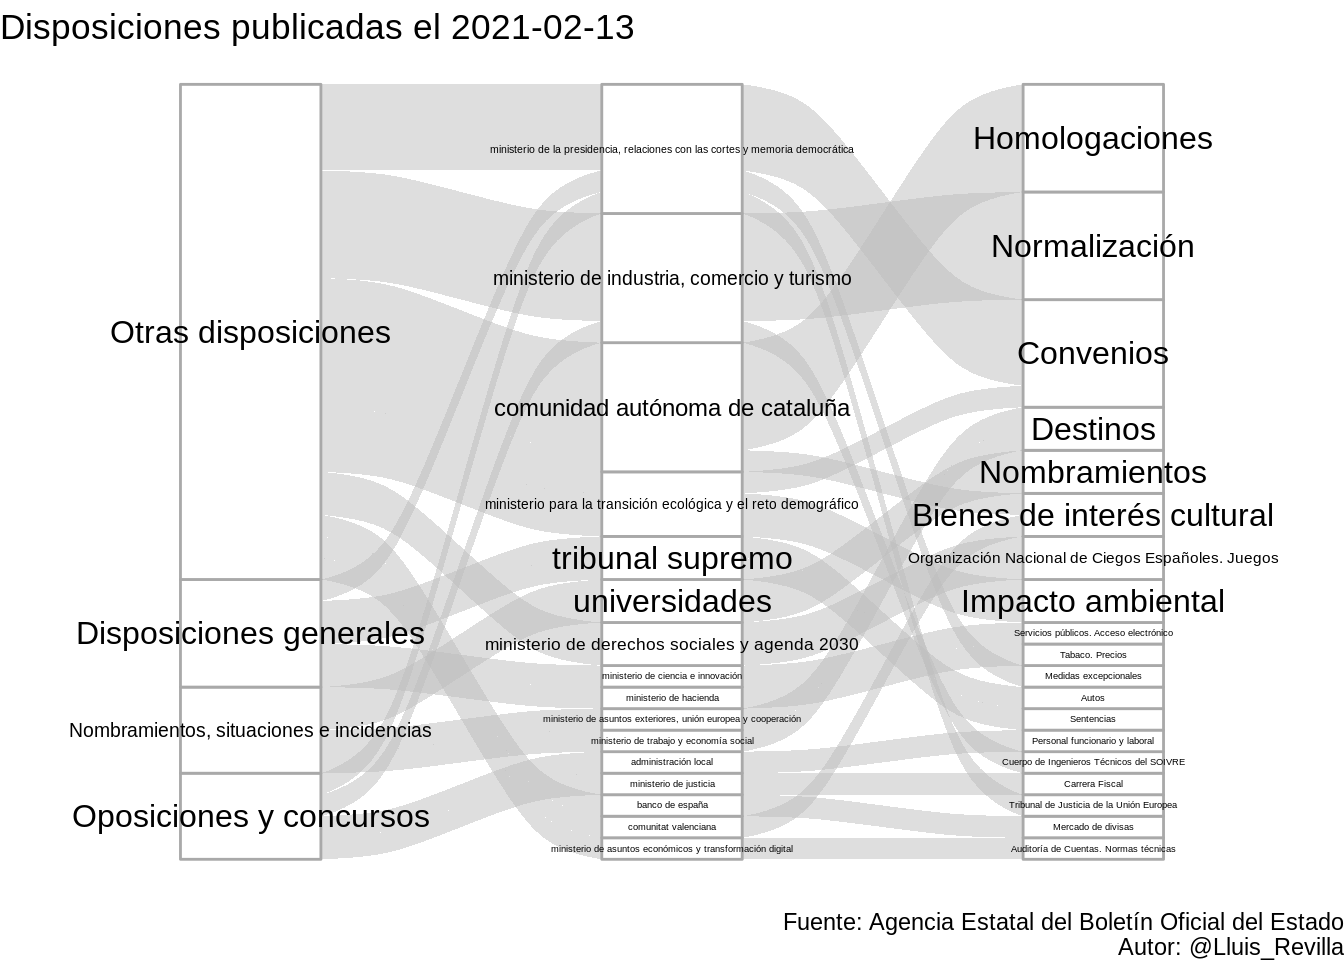 Disposiciones publicadas el 2021-02-13
Otras disposiciones
Disposiciones generales
Nombramientos, situaciones e incidencias
Oposiciones y concursos
ministerio de la presidencia, relaciones con las cortes y memoria democrática
ministerio de industria, comercio y turismo
comunidad autónoma de cataluña
ministerio para la transición ecológica y el reto demográfico
tribunal supremo
universidades
ministerio de derechos sociales y agenda 2030
ministerio de ciencia e innovación
ministerio de hacienda
ministerio de asuntos exteriores, unión europea y cooperación
ministerio de trabajo y economía social
administración local
ministerio de justicia
banco de españa
comunitat valenciana
ministerio de asuntos económicos y transformación digital
Homologaciones
Normalización
Convenios
Destinos
Nombramientos
Bienes de interés cultural
Organización Nacional de Ciegos Españoles. Juegos
Impacto ambiental
Servicios públicos. Acceso electrónico
Tabaco. Precios
Medidas excepcionales
Autos
Sentencias
Personal funcionario y laboral
Cuerpo de Ingenieros Técnicos del SOIVRE
Carrera Fiscal
Tribunal de Justicia de la Unión Europea
Mercado de divisas
Auditoría de Cuentas. Normas técnicas
Fuente: Agencia Estatal del Boletín Oficial del Estado
Autor: @Lluis_Revilla